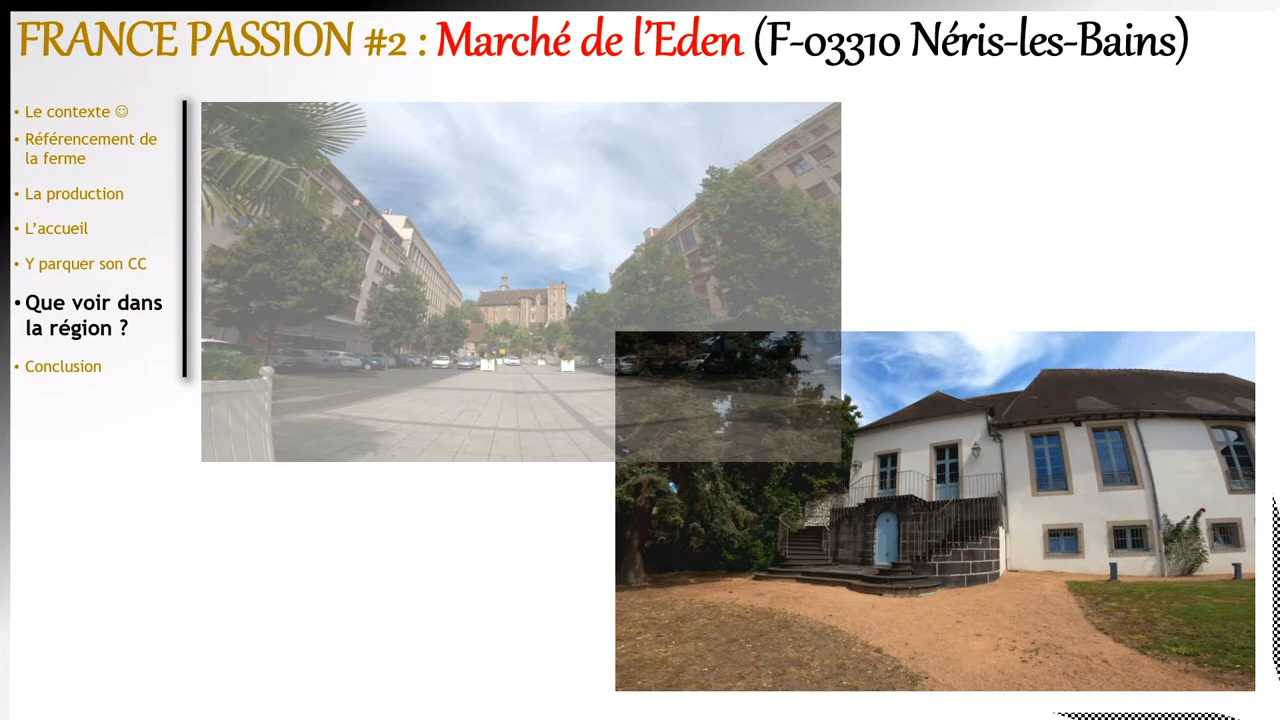 FRANCE PASSION #2 : Marché de l’Eden (F-03310 Néris-les-Bains)
• Le contexte ☺
• Référencement de
la ferme
• La production
• L’accueil
• Y parquer son CC
• Que voir dans
la région ?
• Conclusion